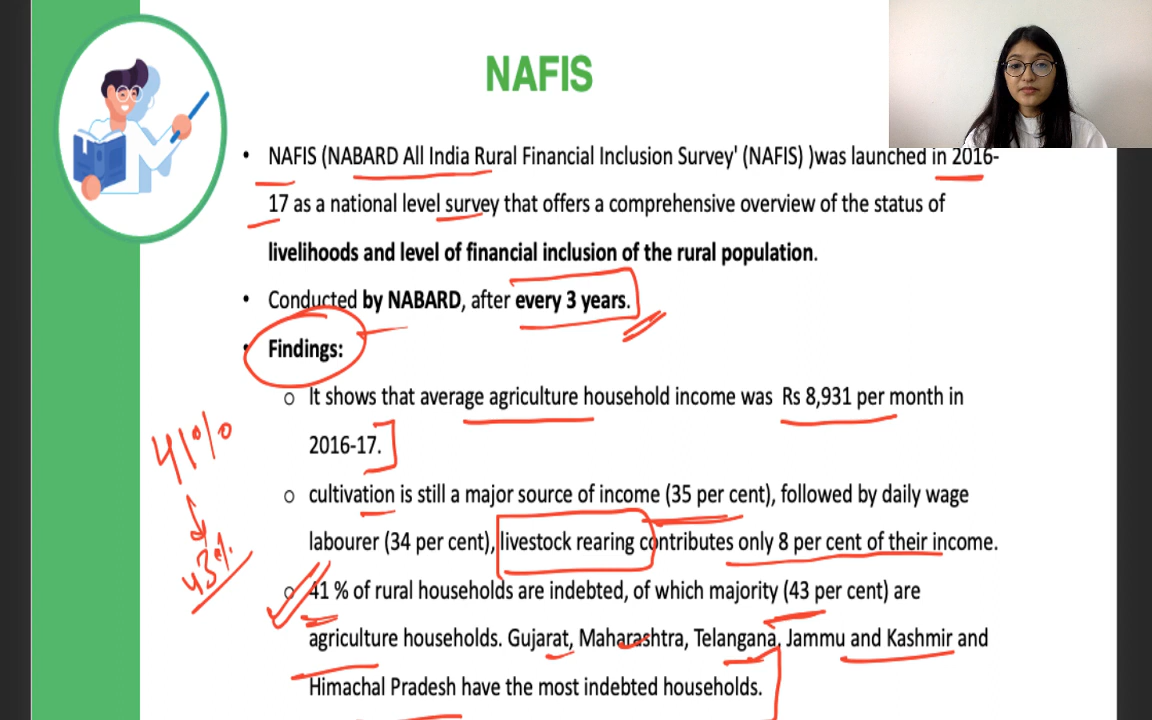 NAFIS
• NAFIS (NABARD All India Rural Financial Inclusion Survey' (NAFIS) )was launched in 2016-
17 as a national level survey that offers a comprehensive overview of the status of
livelihoods and level of financial inclusion of the rural population.
• Conducted by NABARD, after every 3 years.
• Findings:
o It shows that average agriculture household income was Rs 8,931 per month in
2016-17.
o cultivation is still a major source of income (35 per cent), followed by daily wage
labourer (34 per cent), livestock rearing contributes only 8 per cent of their income.
o 41 % of rural households are indebted, of which majority (43 per cent) are
agriculture households. Gujarat, Maharashtra, Telangana, Jammu and Kashmir and
Himachal Pradesh have the most indebted households.
41%
43%